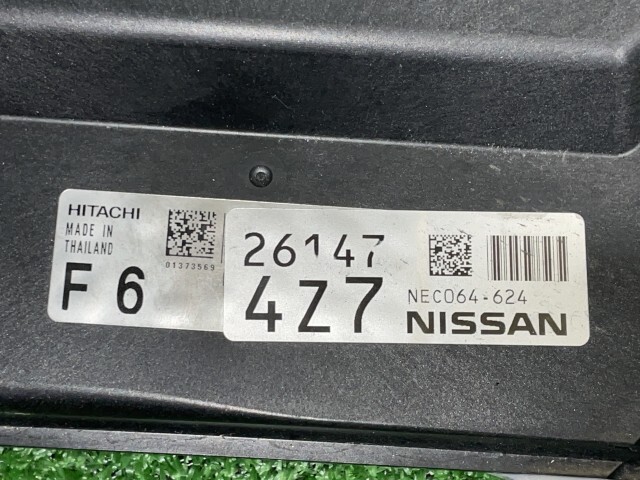 HITACHI
MADE IN
THAILAND
01373569
F 6
26147
4Z7
NEC064-624
NISSAN